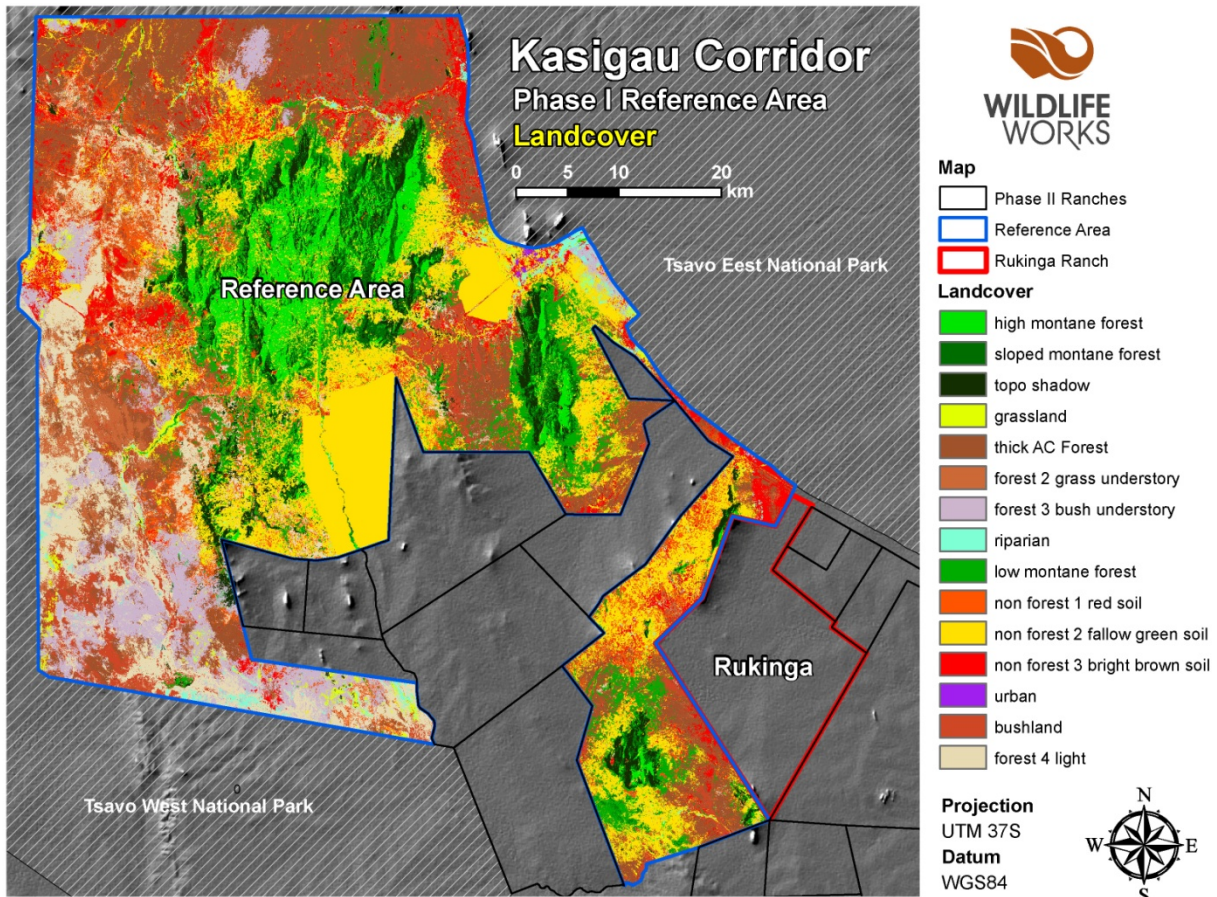 Kasigau Corridor
Phase I Reference Area
Landcover
0 5 10 20
km
Reference Area
Tsavo Eest National Park
Rukinga
Tsavo West National Park
WILDLIFE
WORKS
Map
Phase II Ranches
Reference Area
Rukinga Ranch
Landcover
high montane forest
sloped montane forest
topo shadow
grassland
thick AC Forest
forest 2 grass understory
forest 3 bush understory
riparian
low montane forest
non forest 1 red soil
non forest 2 fallow green soil
non forest 3 bright brown soil
urban
bushland
forest 4 light
Projection
UTM 37S
Datum
WGS84
N
W E
S